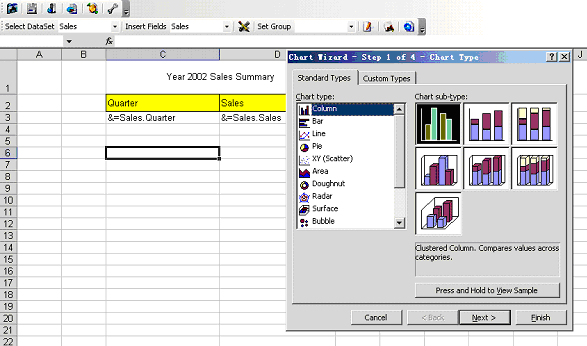 Select DataSet Sales Insert Fields Sales Set Group
fx
A B C D J
1 Year 2002 Sales Summary
2 Quarter Sales
3 &=Sales.Quarter &=Sales.Sales
4
5
6
7
8
9
10
11
12
13
14
15
16
17
18
19
20
21
22
Chart Wizard - Step 1 of 4 - Chart Type
Standard Types Custom Types
Chart type:
Column
Bar
Line
Pie
XY (Scatter)
Area
Doughnut
Radar
Surface
Bubble
Chart sub-type:
Clustered Column. Compares values across
categories.
Press and Hold to View Sample
Cancel < Back Next > Finish